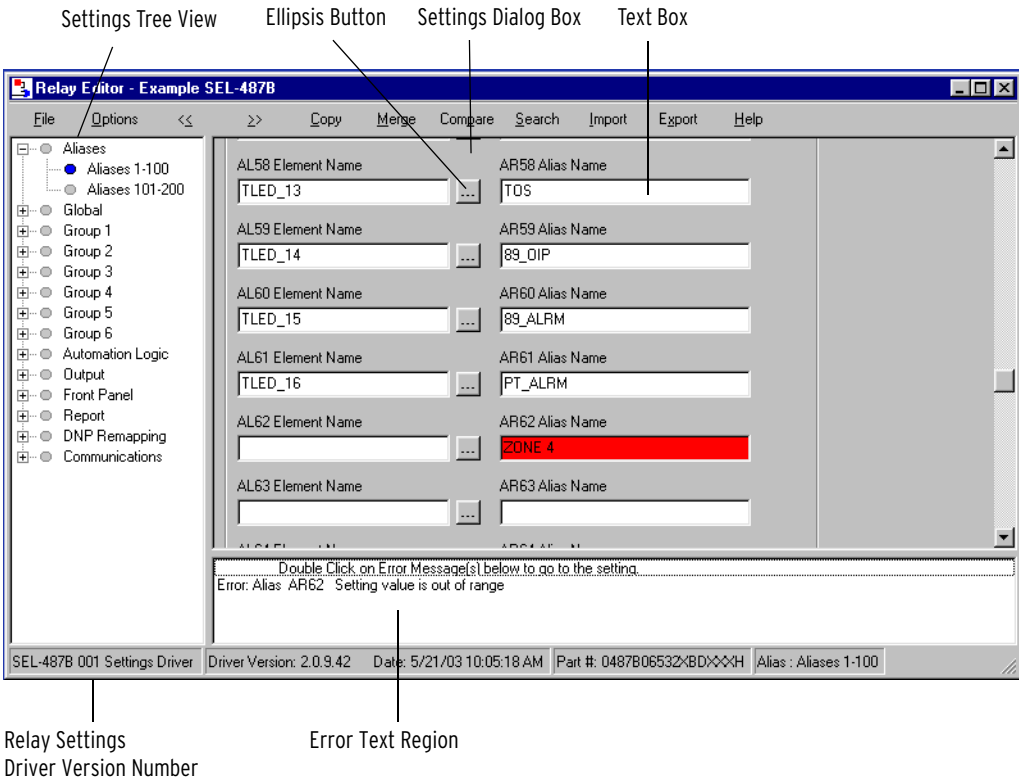 Settings Tree View
Ellipsis Button
Settings Dialog Box
Text Box
Relay Editor - Example SEL-487B
File Options << >> Copy Merge Compare Search Import Export Help
Aliases
Aliases 1-100
Aliases 101-200
Global
Group 1
Group 2
Group 3
Group 4
Group 5
Group 6
Automation Logic
Output
Front Panel
Report
DNP Remapping
Communications
AL58 Element Name
AR58 Alias Name
TLED_13
...
TOS
AL59 Element Name
AR59 Alias Name
TLED_14
...
89_OIP
AL60 Element Name
AR60 Alias Name
TLED_15
...
89_ALRM
AL61 Element Name
AR61 Alias Name
TLED_16
...
PT_ALRM
AL62 Element Name
AR62 Alias Name
...
ZONE 4
AL63 Element Name
AR63 Alias Name
...
Double Click on Error Message(s) below to go to the setting.
Error: Alias AR62 Setting value is out of range
SEL-487B 001 Settings Driver
Driver Version: 2.0.9.42 Date: 5/21/03 10:05:18 AM
Part #: 0487B06532XBDXXXH
Alias : Aliases 1-100
Relay Settings
Driver Version Number
Error Text Region